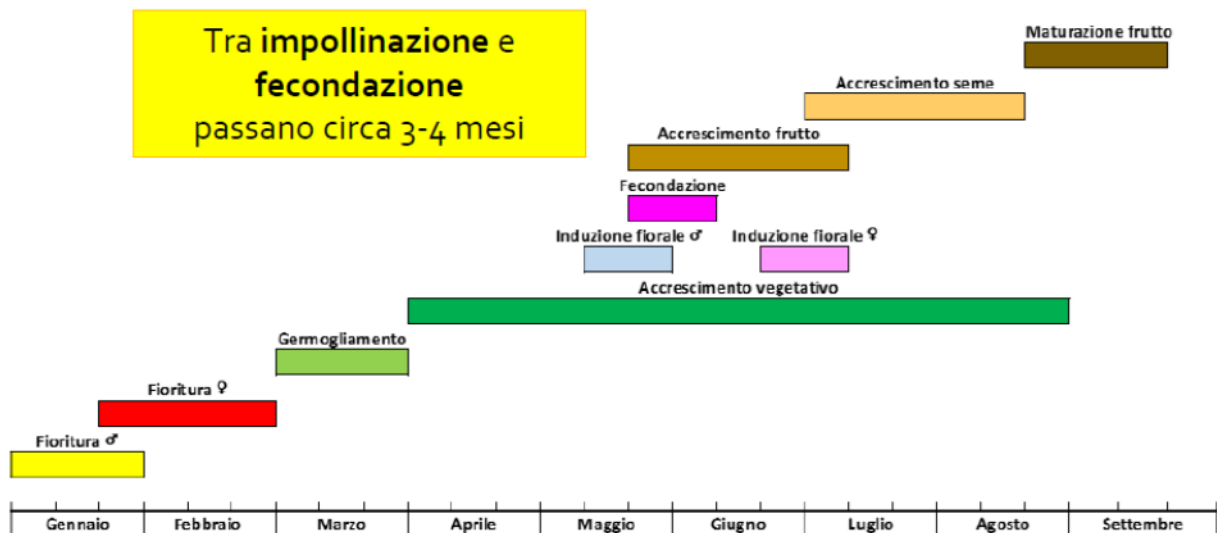 Tra impollinazione e
fecondazione
passano circa 3-4 mesi
Maturazione frutto
Accrescimento seme
Accrescimento frutto
Fecondazione
Induzione fiorale ♂
Induzione fiorale ♀
Accrescimento vegetativo
Germogliamento
Fioritura ♀
Fioritura ♂
Gennaio Febbraio Marzo Aprile Maggio Giugno Luglio Agosto Settembre